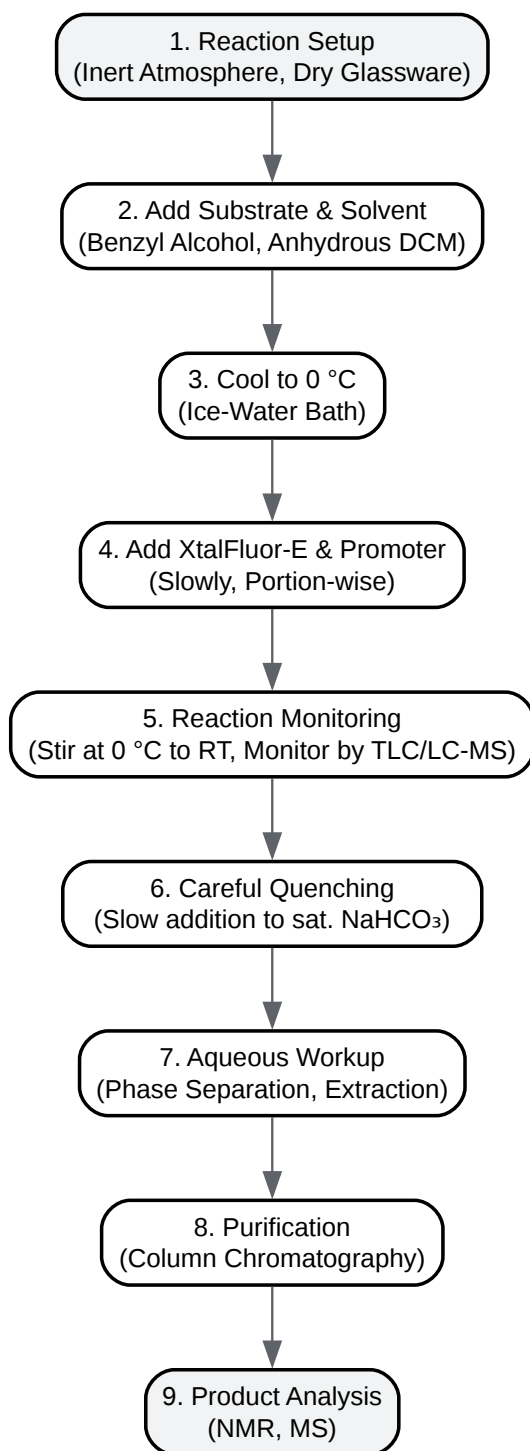 1. Reaction Setup
(Inert Atmosphere, Dry Glassware)
2. Add Substrate & Solvent
(Benzyl Alcohol, Anhydrous DCM)
3. Cool to 0 °C
(Ice-Water Bath)
4. Add XtalFluor-E & Promoter
(Slowly, Portion-wise)
5. Reaction Monitoring
(Stir at 0 °C to RT, Monitor by TLC/LC-MS)
6. Careful Quenching
(Slow addition to sat. NaHCO₃)
7. Aqueous Workup
(Phase Separation, Extraction)
8. Purification
(Column Chromatography)
9. Product Analysis
(NMR, MS)